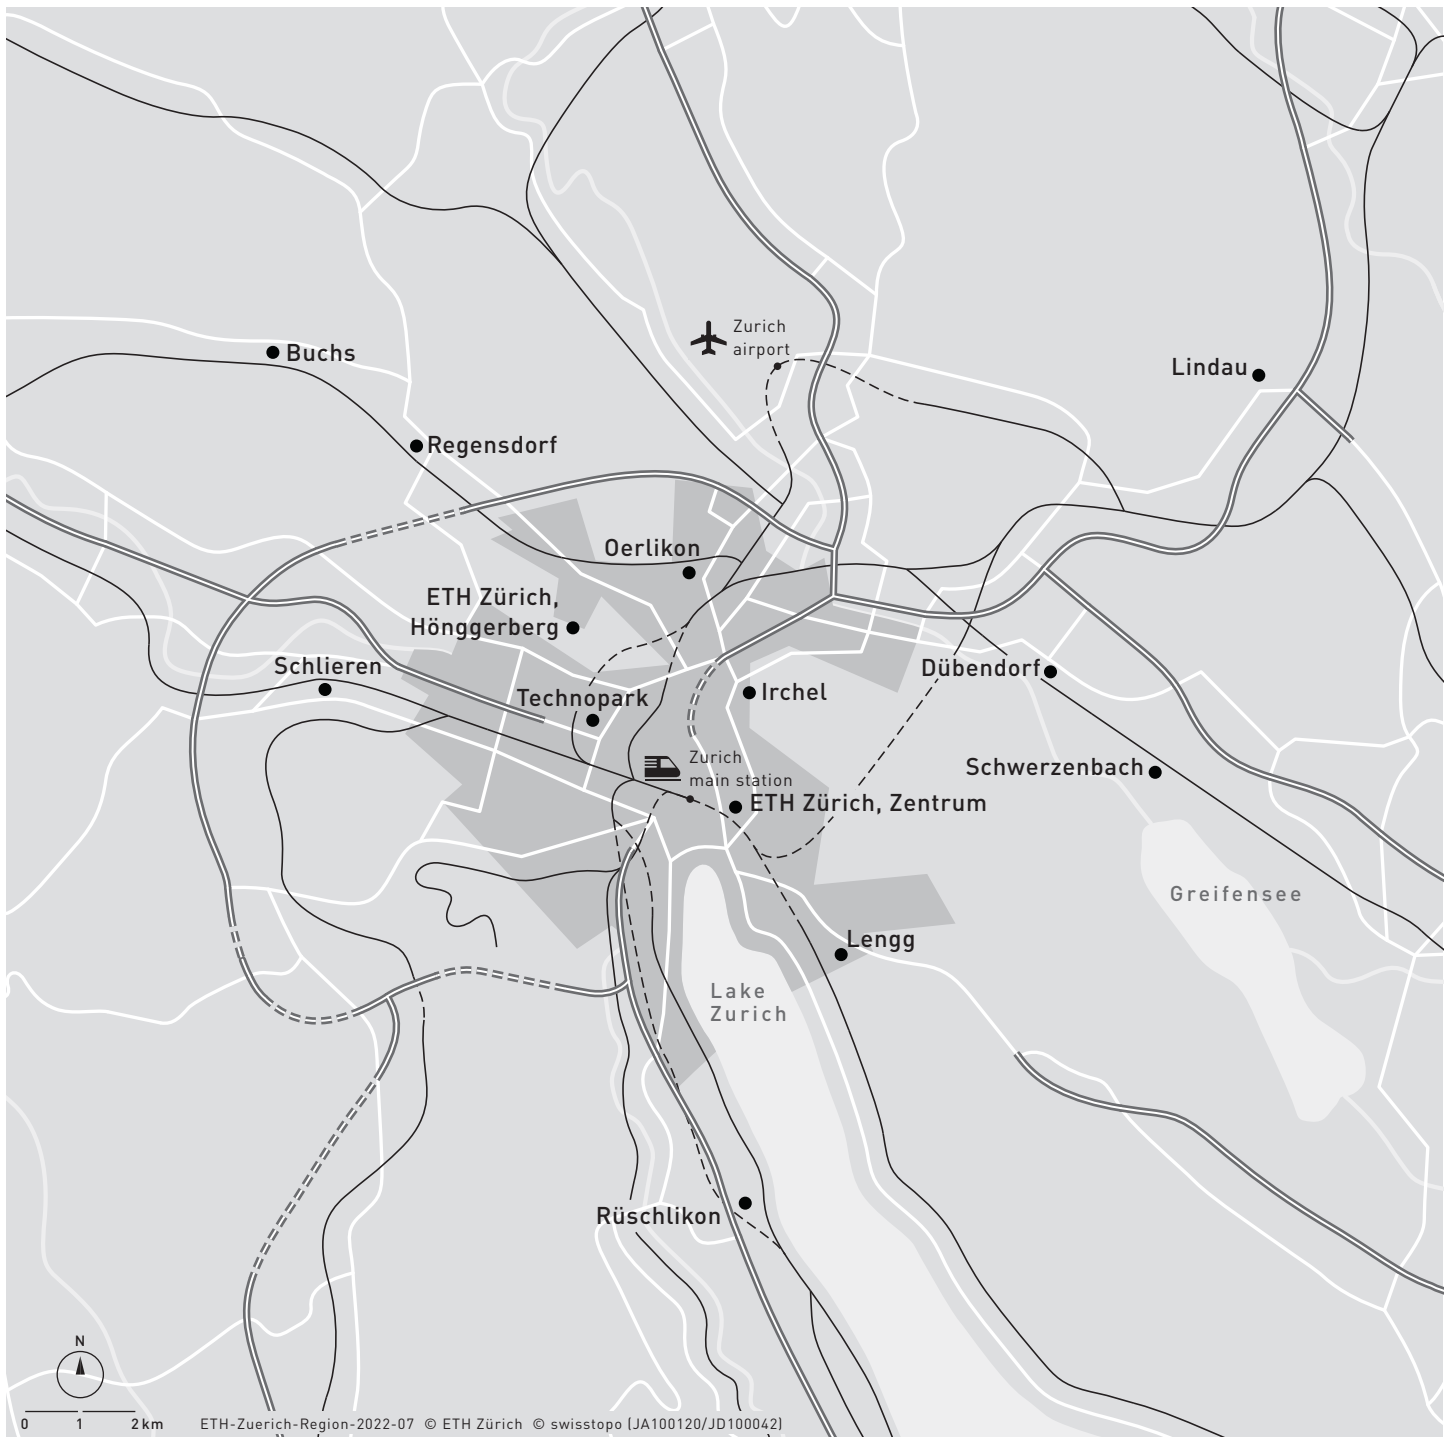 Zurich
airport
Buchs
Lindau
Regensdorf
Oerlikon
ETH Zürich,
Hönggerberg
Schlieren
Dübendorf
Technopark
Irchel
Zurich
main station
Schwerzenbach
ETH Zürich, Zentrum
Greifensee
Lengg
Lake
Zurich
Rüschlikon
N
0 1 2 km
ETH-Zuerich-Region-2022-07 © ETH Zürich © swisstopo (JA100120/JD100042)